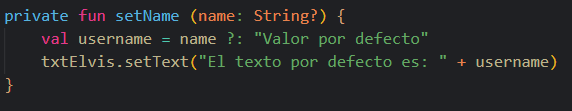 private fun setName (name: String?) {
    val username = name ?: "Valor por defecto"
    txtElvis.setText("El texto por defecto es: " + username)
}